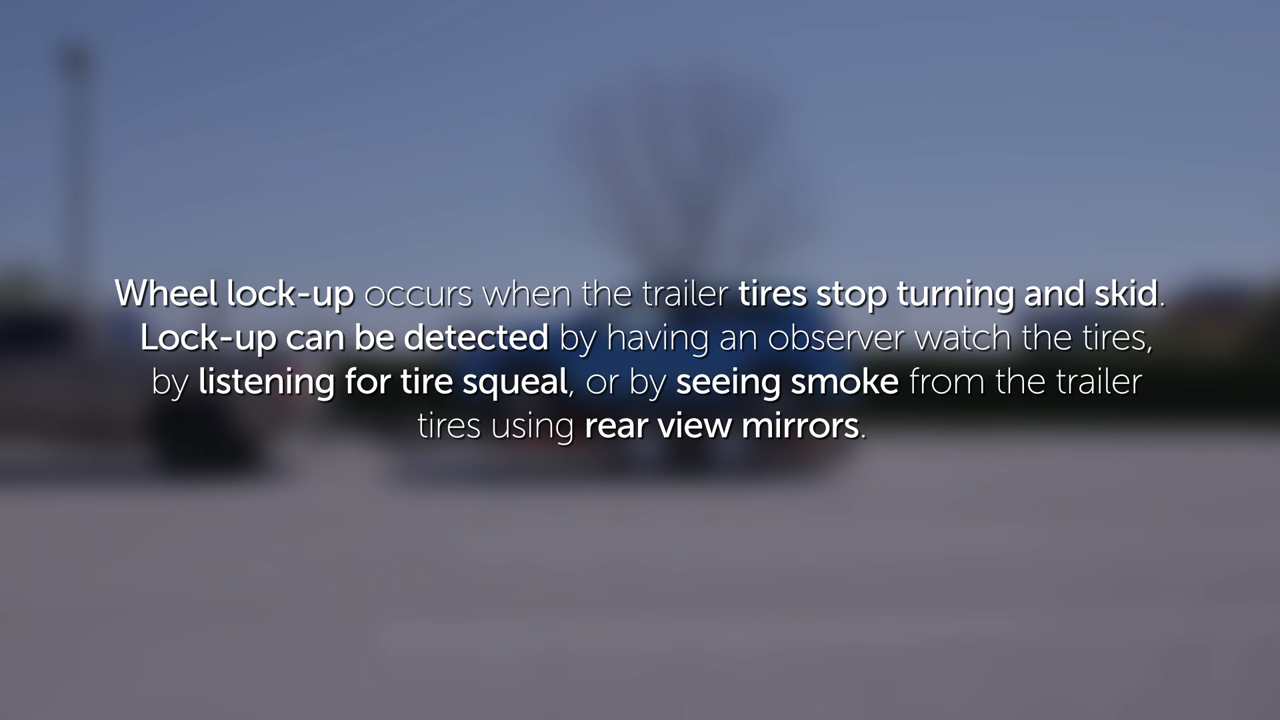 Wheel lock-up occurs when the trailer tires stop turning and skid.
Lock-up can be detected by having an observer watch the tires,
by listening for tire squeal, or by seeing smoke from the trailer
tires using rear view mirrors.